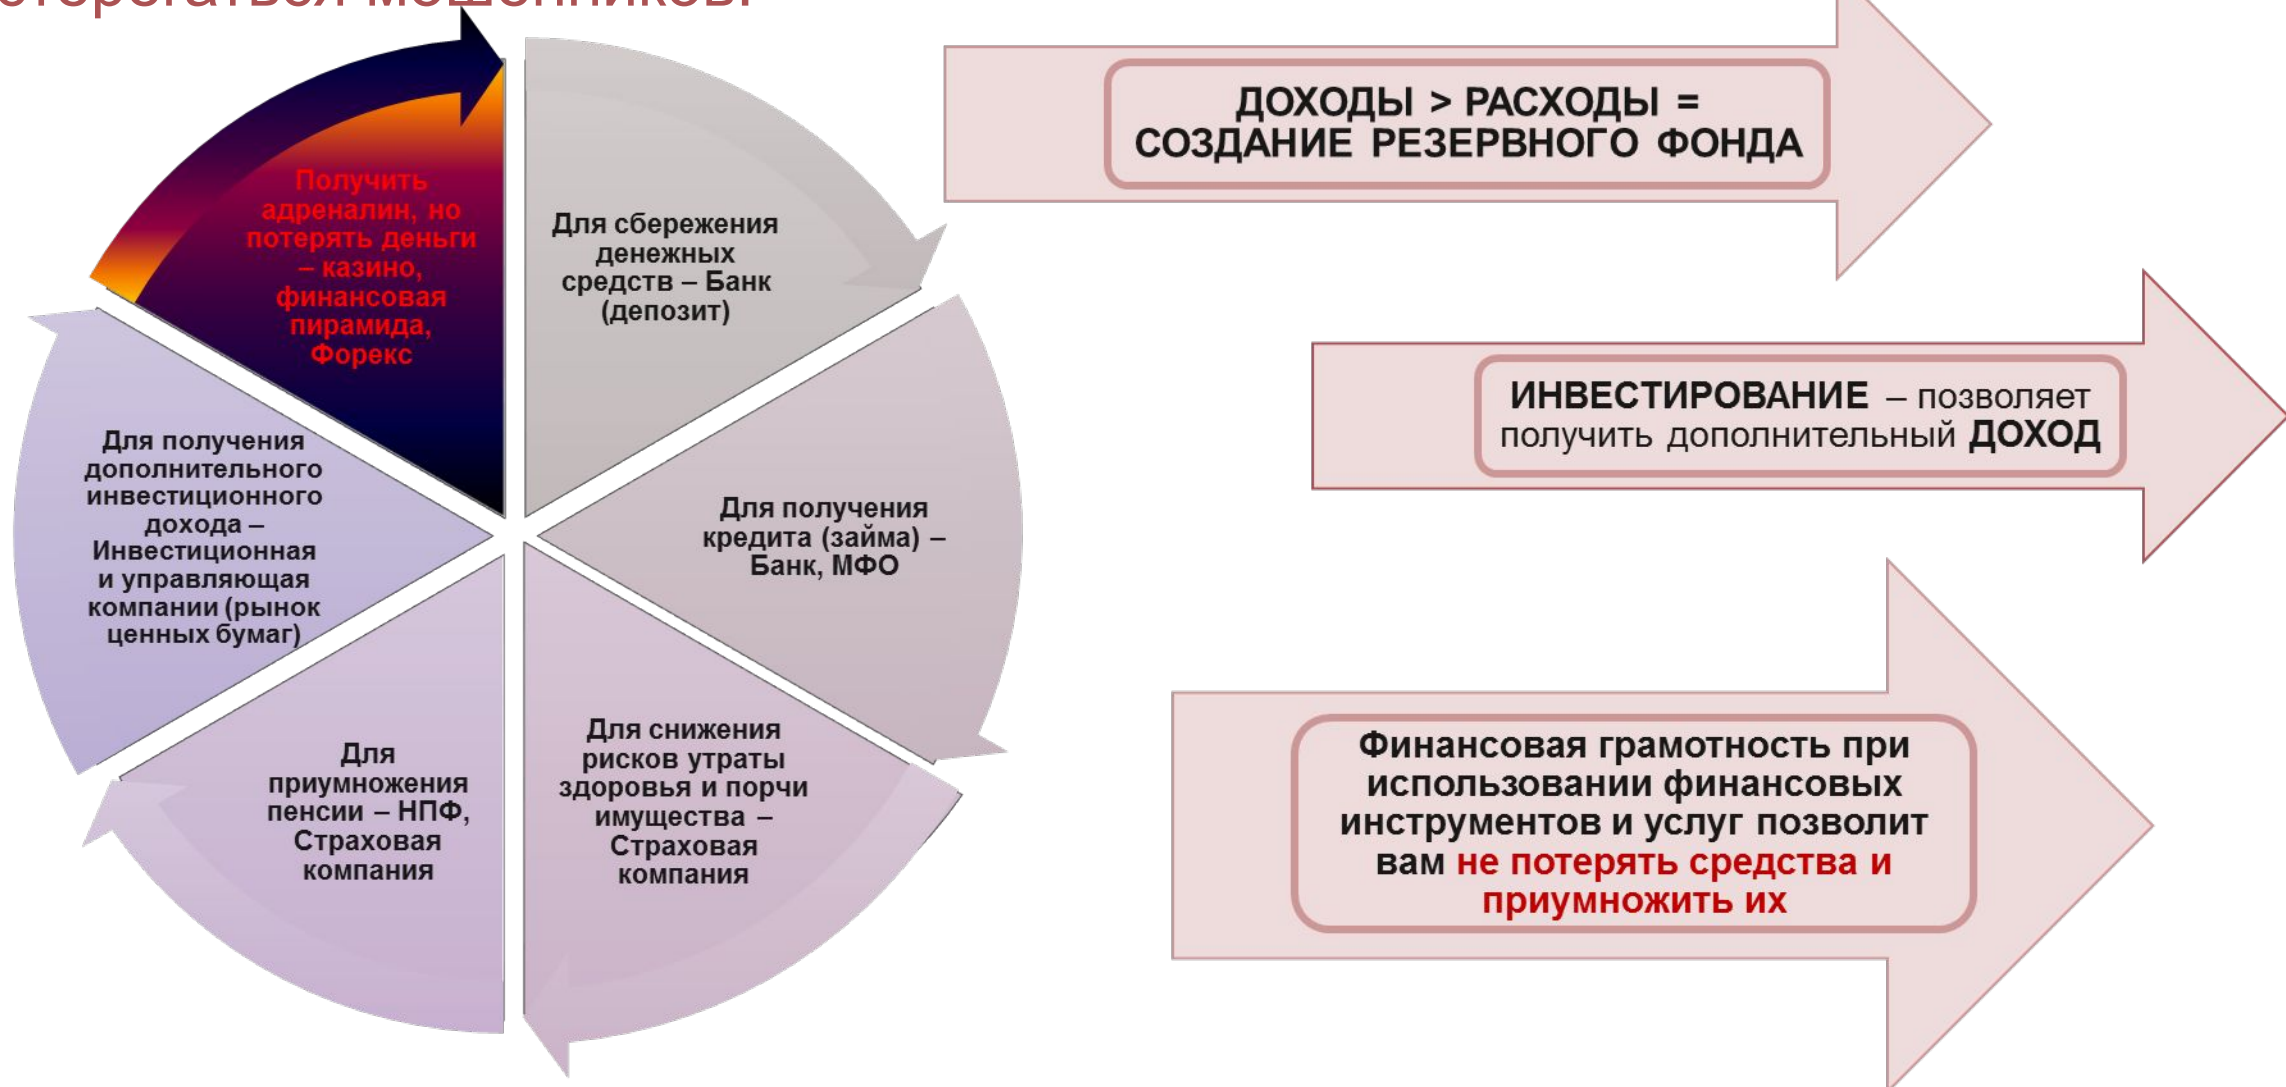 мошенников.
Получить
адреналин, но
потерять деньги
– казино,
финансовая
пирамида,
Форекс
Для сбережения
денежных
средств – Банк
(депозит)
Для получения
кредита (займа) –
Банк, МФО
Для снижения
рисков утраты
здоровья и порчи
имущества –
Страховая
компания
Для
приумножения
пенсии – НПФ,
Страховая
компания
Для получения
дополнительного
инвестиционного
дохода –
Инвестиционная
и управляющая
компании (рынок
ценных бумаг)
ДОХОДЫ > РАСХОДЫ =
СОЗДАНИЕ РЕЗЕРВНОГО ФОНДА
ИНВЕСТИРОВАНИЕ – позволяет
получить дополнительный ДОХОД
Финансовая грамотность при
использовании финансовых
инструментов и услуг позволит
вам не потерять средства и
приумножить их